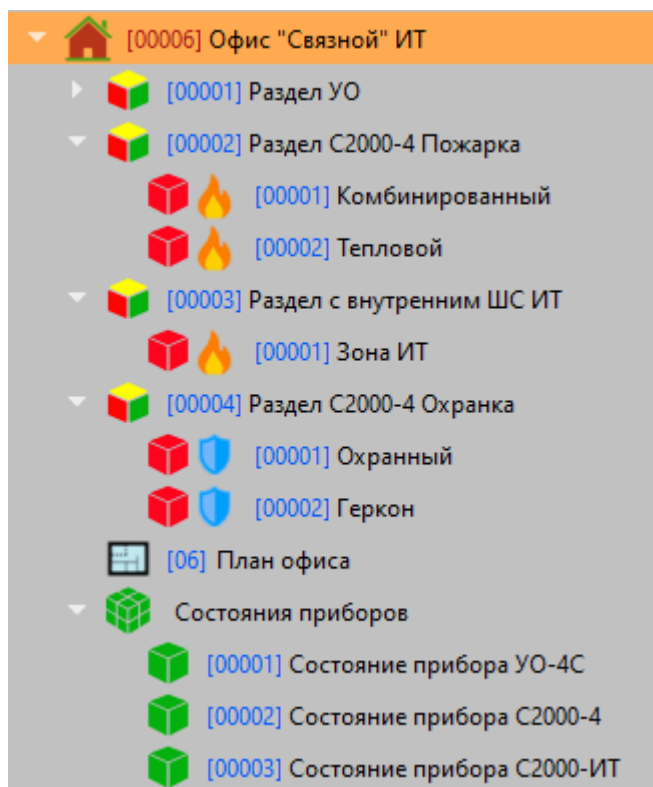 [00006] Офис "Связной" ИТ
[00001] Раздел УО
[00002] Раздел С2000-4 Пожарка
[00001] Комбинированный
[00002] Тепловой
[00003] Раздел с внутренним ШС ИТ
[00001] Зона ИТ
[00004] Раздел С2000-4 Охранка
[00001] Охранный
[00002] Геркон
[06] План офиса
Состояния приборов
[00001] Состояние прибора УО-4С
[00002] Состояние прибора С2000-4
[00003] Состояние прибора С2000-ИТ